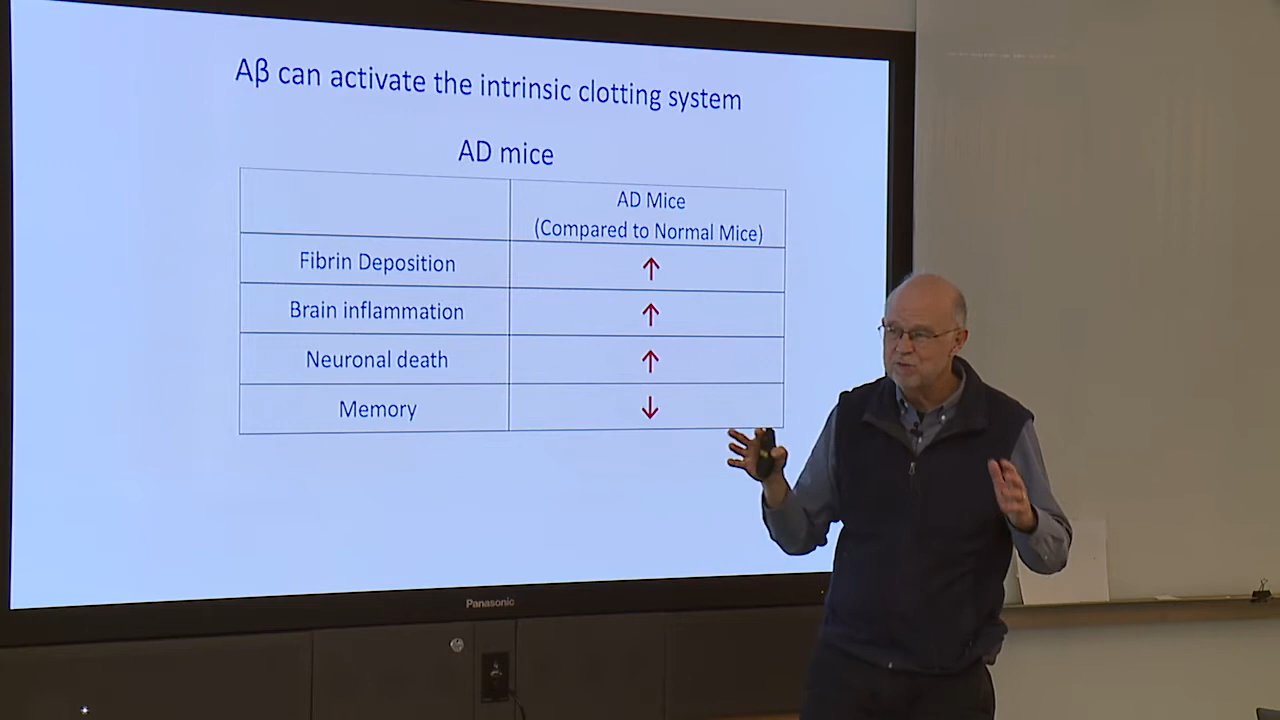 Aβ can activate the intrinsic clotting system
AD mice
AD Mice
(Compared to Normal Mice)
Fibrin Deposition ↑
Brain inflammation ↑
Neuronal death ↑
Memory ↓
Panasonic